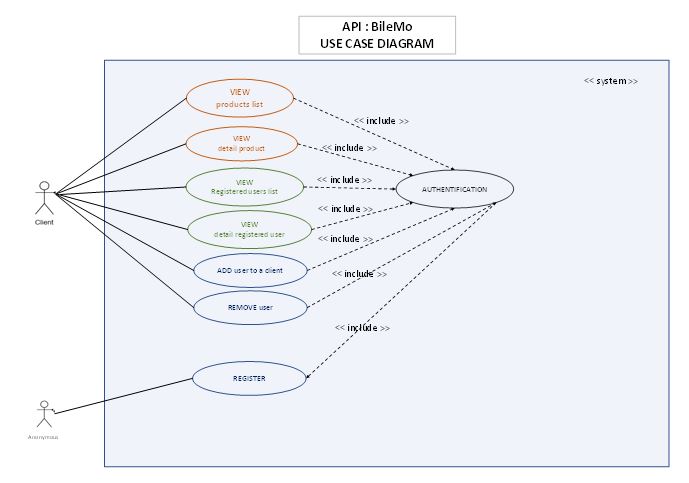 API : BileMo
USE CASE DIAGRAM
<< system >>
VIEW
products list
<< include >>
VIEW
detail product
<< include >>
VIEW
Registered users list
<< include >>
AUTHENTIFICATION
Client
<< include >>
VIEW
detail registered user
<< include >>
ADD user to a client
<< include >>
REMOVE user
<< include >>
REGISTER
Anonymous